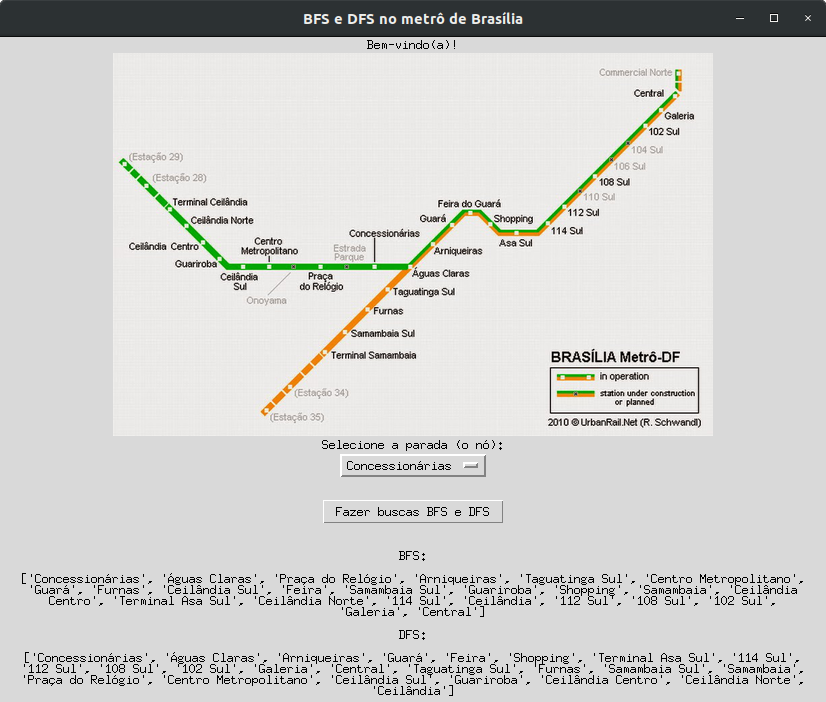 BFS e DFS no metrô de Brasília
Bem-vindo(a)!
Commercial Norte
Central
Galeria
102 Sul
104 Sul
106 Sul
108 Sul
110 Sul
112 Sul
114 Sul
Asa Sul
Shopping
Feira do Guará
Guará
Arniqueiras
Águas Claras
Concessionárias
Estrada
Parque
Praça
do Relógio
Onoyama
Centro
Metropolitano
Ceilândia
Sul
Guariroba
Ceilândia Centro
Ceilândia Norte
Terminal Ceilândia
(Estação 28)
(Estação 29)
Taguatinga Sul
Furnas
Samambaia Sul
Terminal Samambaia
(Estação 34)
(Estação 35)
BRASÍLIA Metrô-DF
in operation
station under construction
or planned
2010 © UrbanRail.Net (R. Schwandl)
Selecione a parada (o nó):
Concessionárias
Fazer buscas BFS e DFS
BFS:
['Concessionárias', 'Águas Claras', 'Praça do Relógio', 'Arniqueiras', 'Taguatinga Sul', 'Centro Metropolitano',
'Guará', 'Furnas', 'Ceilândia Sul', 'Feira', 'Samambaia Sul', 'Guariroba', 'Shopping', 'Samambaia', 'Ceilândia
Centro', 'Terminal Asa Sul', 'Ceilândia Norte', '114 Sul', 'Ceilândia', '112 Sul', '108 Sul', '102 Sul',
'Galeria', 'Central']
DFS:
['Concessionárias', 'Águas Claras', 'Arniqueiras', 'Guará', 'Feira', 'Shopping', 'Terminal Asa Sul', '114 Sul',
'112 Sul', '108 Sul', '102 Sul', 'Galeria', 'Central', 'Taguatinga Sul', 'Furnas', 'Samambaia Sul', 'Samambaia',
'Praça do Relógio', 'Centro Metropolitano', 'Ceilândia Sul', 'Guariroba', 'Ceilândia Centro', 'Ceilândia Norte',
'Ceilândia']